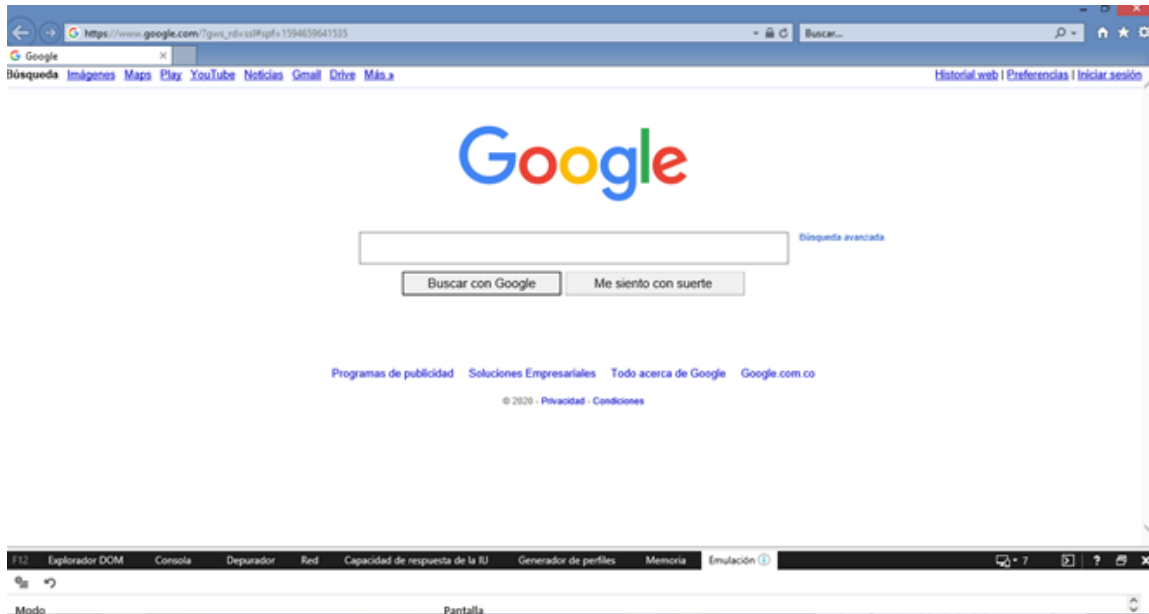 https://www.google.com/?gws_rd=ssl#spf=1594659641535
Buscar...
Google
Búsqueda Imágenes Maps Play YouTube Noticias Gmail Drive Más »
Historial web | Preferencias | Iniciar sesión
Google
Búsqueda avanzada
Buscar con Google Me siento con suerte
Programas de publicidad Soluciones Empresariales Todo acerca de Google Google.com.co
© 2020 - Privacidad - Condiciones
F12 Explorador DOM Consola Depurador Red Capacidad de respuesta de la IU Generador de perfiles Memoria Emulación 7 ?
Modo Pantalla